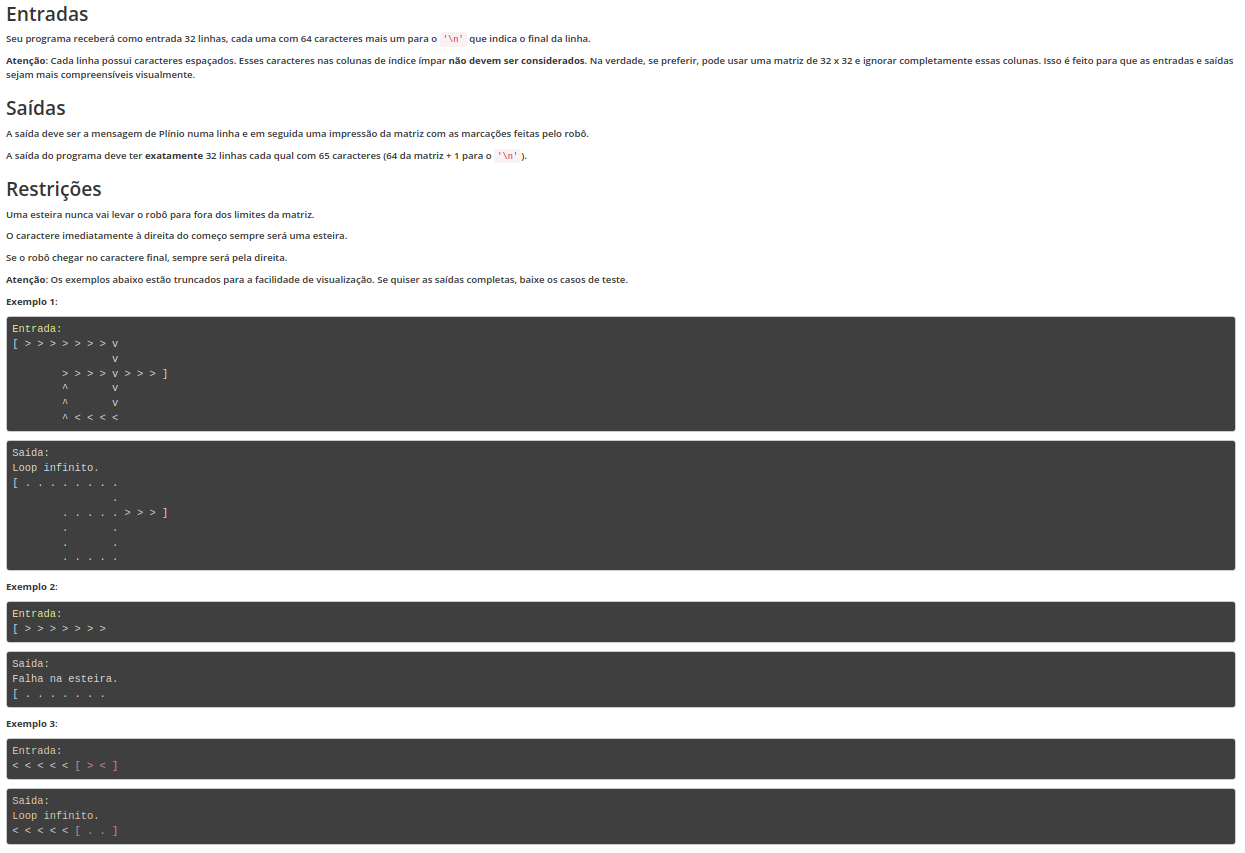 Entradas
Seu programa receberá como entrada 32 linhas, cada uma com 64 caracteres mais um para o '\n' que indica o final da linha.
Atenção: Cada linha possui caracteres espaçados. Esses caracteres nas colunas de índice ímpar não devem ser considerados. Na verdade, se preferir, pode usar uma matriz de 32 x 32 e ignorar completamente essas colunas. Isso é feito para que as entradas e saídas
sejam mais compreensíveis visualmente.
Saídas
A saída deve ser a mensagem de Plínio numa linha e em seguida uma impressão da matriz com as marcações feitas pelo robô.
A saída do programa deve ter exatamente 32 linhas cada qual com 65 caracteres (64 da matriz + 1 para o '\n').
Restrições
Uma esteira nunca vai levar o robô para fora dos limites da matriz.
O caractere imediatamente à direita do começo sempre será uma esteira.
Se o robô chegar no caractere final, sempre será pela direita.
Atenção: Os exemplos abaixo estão truncados para a facilidade de visualização. Se quiser as saídas completas, baixe os casos de teste.
Exemplo 1:
Entrada:
[ > > > > > > > v
                v
        > > > > v > > > ]
        ^       v
        ^       v
        ^ < < < <
Saída:
Loop infinito.
[ . . . . . . . .
                .
        . . . . . > > > ]
        .       .
        .       .
        . . . . .
Exemplo 2:
Entrada:
[ > > > > > > >
Saída:
Falha na esteira.
[ . . . . . . .
Exemplo 3:
Entrada:
< < < < < [ > < ]
Saída:
Loop infinito.
< < < < < [ . . ]